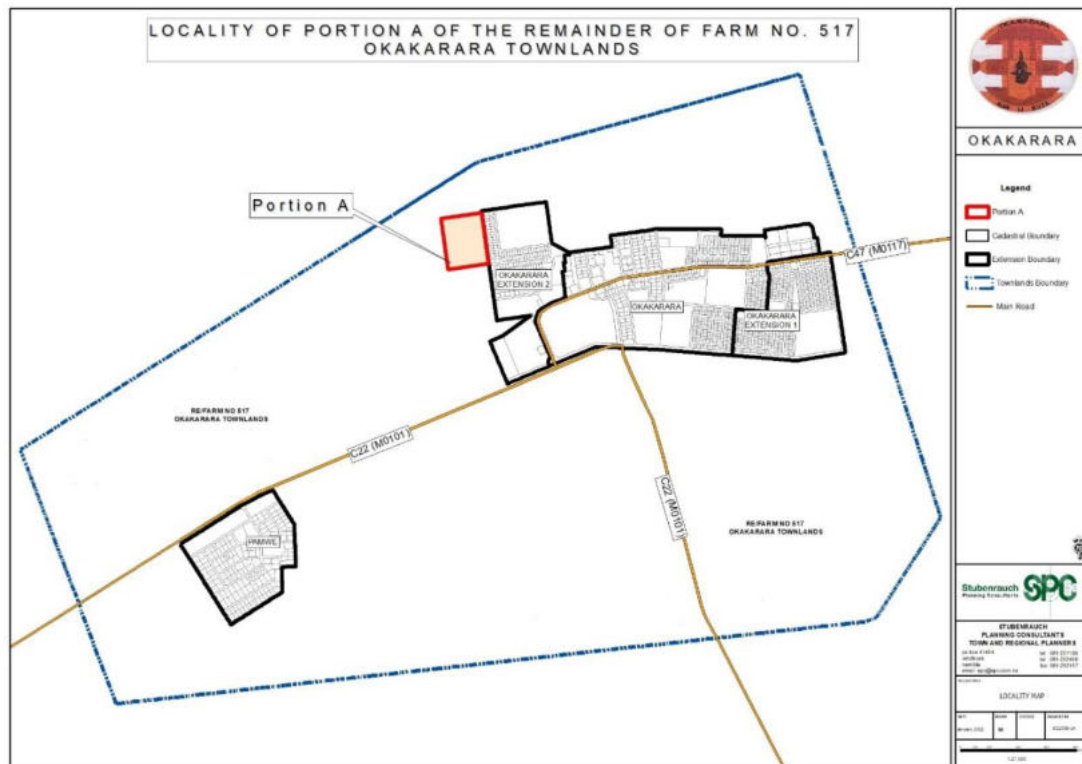 LOCALITY OF PORTION A OF THE REMAINDER OF FARM NO. 517
OKAKARARA TOWNLANDS
Portion A
OKAKARARA
EXTENSION 2
OKAKARARA
OKAKARARA
EXTENSION 1
C47 (M0117)
RE/FARM NO 517
OKAKARARA TOWNLANDS
C22 (M0101)
C22 (M0101)
RE/FARM NO 517
OKAKARARA TOWNLANDS
PAMWE
OKAKARARA
OKAKARARA
Legend
Portion A
Cadastral Boundary
Extension Boundary
Townlands Boundary
Main Road
Stubenrauch
Planning Consultants
SPC
STUBENRAUCH
PLANNING CONSULTANTS
TOWN AND REGIONAL PLANNERS
LOCALITY MAP